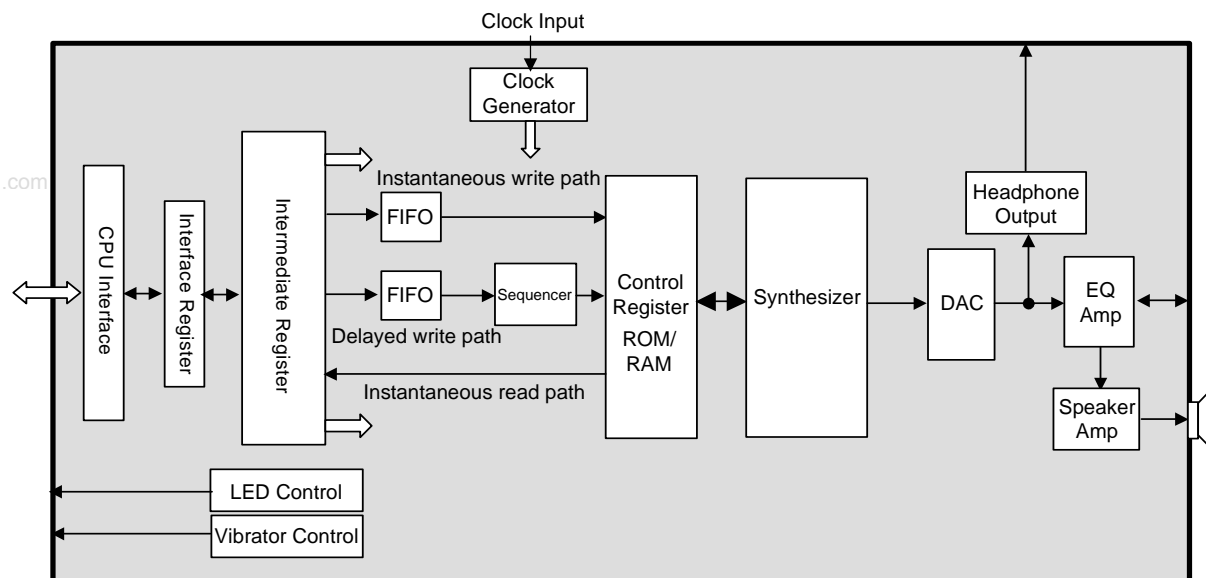 Clock Input
Clock
Generator
.com
Instantaneous write path
CPU Interface
Interface Register
Intermediate Register
FIFO
FIFO
Sequencer
Delayed write path
Instantaneous read path
Control
Register
ROM/
RAM
Synthesizer
DAC
Headphone
Output
EQ
Amp
Speaker
Amp
LED Control
Vibrator Control